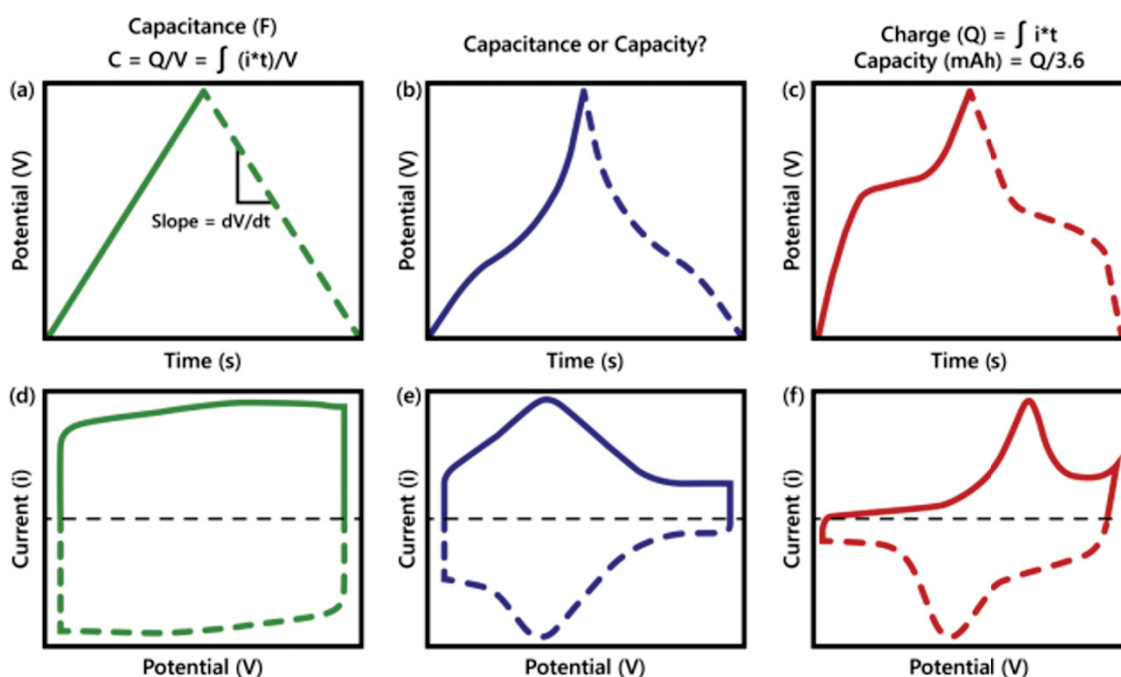 Capacitance (F)
C = Q/V = ∫ (i*t)/V
Capacitance or Capacity?
Charge (Q) = ∫ i*t
Capacity (mAh) = Q/3.6
(a)
Potential (V)
Slope = dV/dt
Time (s)
(b)
Potential (V)
Time (s)
(c)
Potential (V)
Time (s)
(d)
Current (i)
Potential (V)
(e)
Current (i)
Potential (V)
(f)
Current (i)
Potential (V)